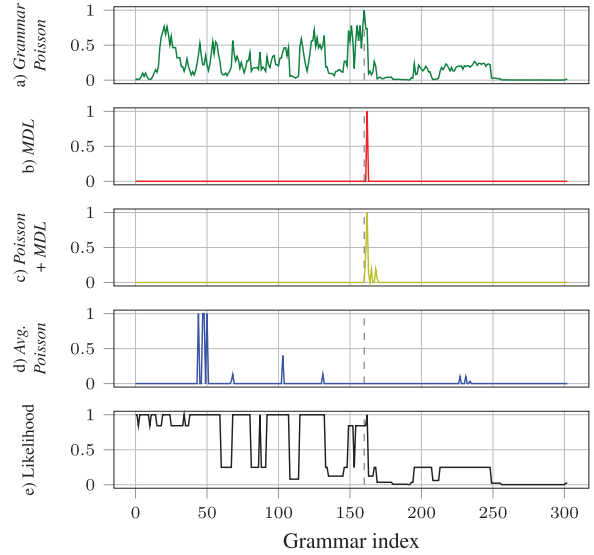 a) Grammar
Poisson
1
0.5
0
b) MDL
1
0.5
0
c) Poisson
+ MDL
1
0.5
0
d) Avg.
Poisson
1
0.5
0
e) Likelihood
1
0.5
0
0 50 100 150 200 250 300
Grammar index